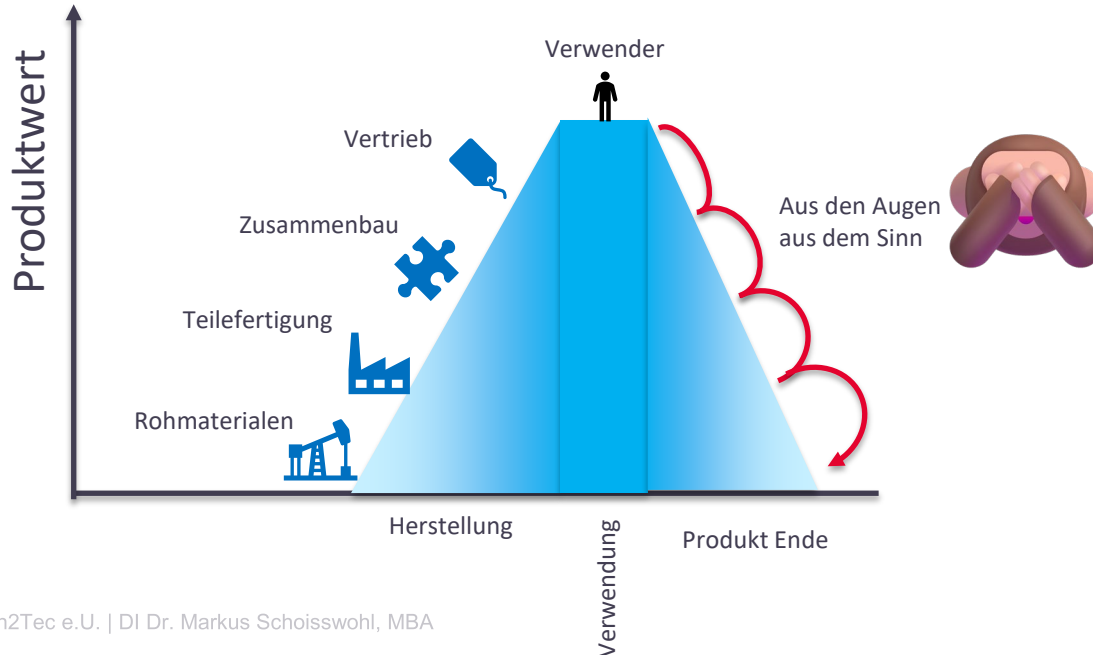 Produktwert
Verwender
Vertrieb
Zusammenbau
Teilefertigung
Rohmaterialen
Aus den Augen
aus dem Sinn
Herstellung
Verwendung
Produkt Ende
DI Dr. Markus Schoisswohl, MBA